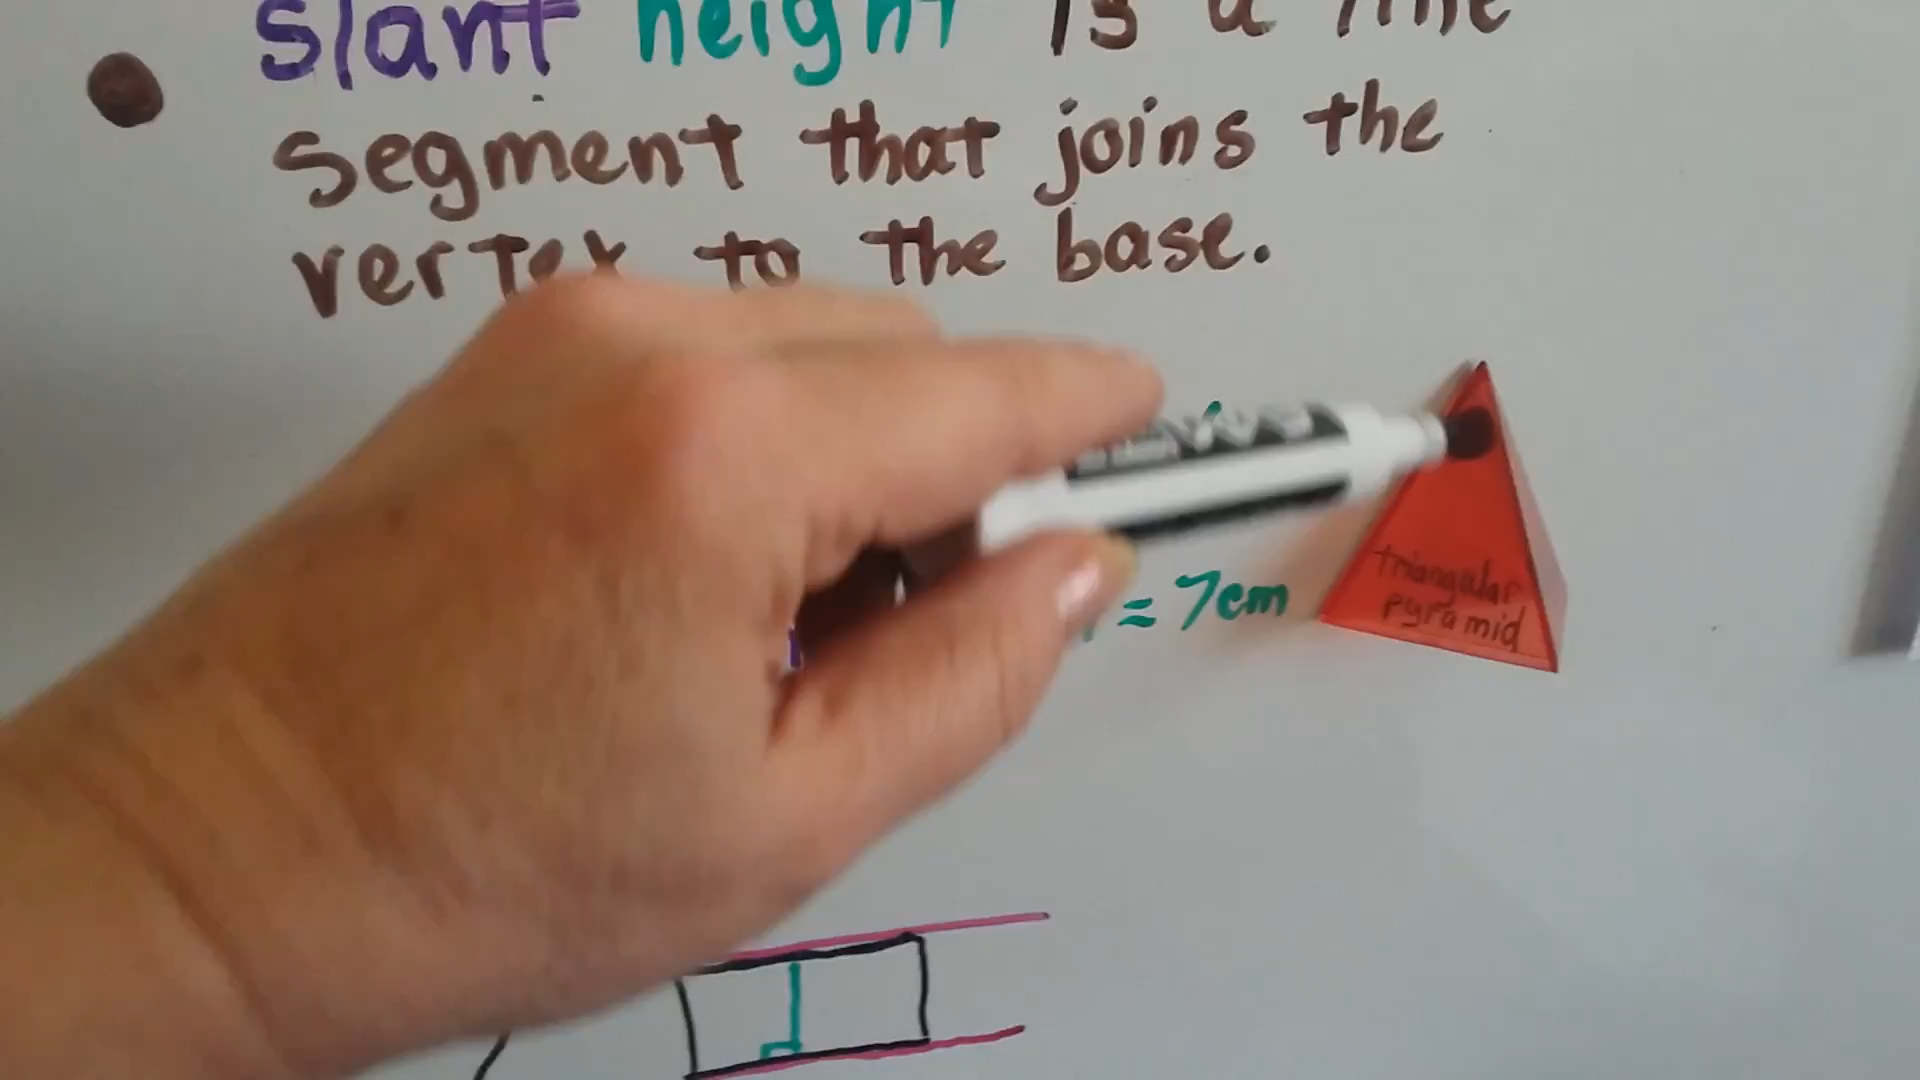 slant height is a line
segment that joins the
vertex to the base.
= 7cm
triangular
pyramid